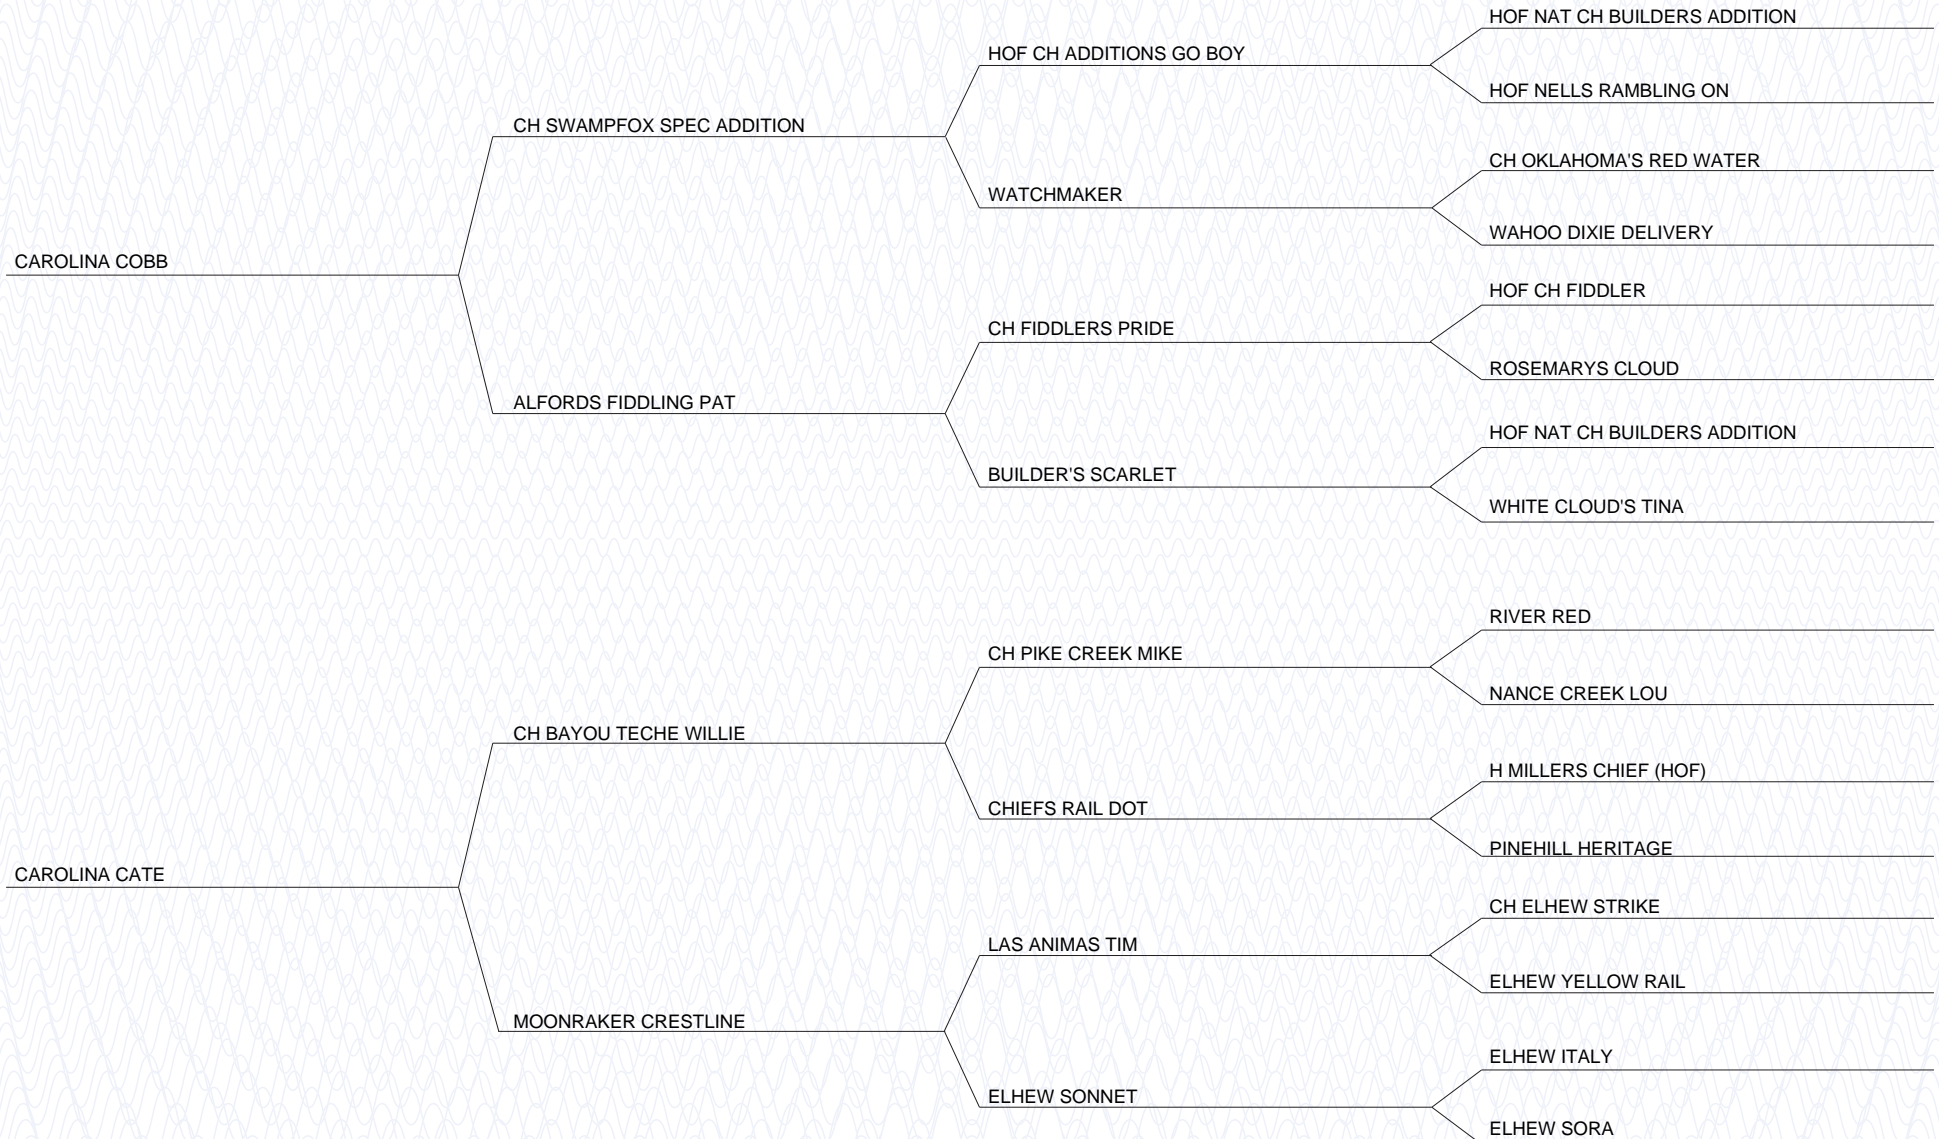 HOF NAT CH BUILDERS ADDITION
HOF CH ADDITIONS GO BOY
HOF NELLS RAMBLING ON
CH SWAMPFOX SPEC ADDITION
CH OKLAHOMA'S RED WATER
WATCHMAKER
WAHOO DIXIE DELIVERY
CAROLINA COBB
HOF CH FIDDLER
CH FIDDLERS PRIDE
ROSEMARYS CLOUD
ALFORDS FIDDLING PAT
HOF NAT CH BUILDERS ADDITION
BUILDER'S SCARLET
WHITE CLOUD'S TINA
RIVER RED
CH PIKE CREEK MIKE
NANCE CREEK LOU
CH BAYOU TECHE WILLIE
H MILLERS CHIEF (HOF)
CHIEFS RAIL DOT
PINEHILL HERITAGE
CAROLINA CATE
CH ELHEW STRIKE
LAS ANIMAS TIM
ELHEW YELLOW RAIL
MOONRAKER CRESTLINE
ELHEW ITALY
ELHEW SONNET
ELHEW SORA